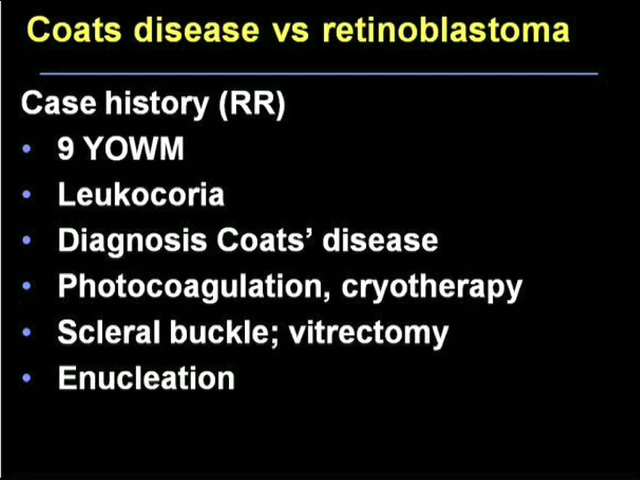 Coats disease vs retinoblastoma
Case history (RR)
• 9 YOWM
• Leukocoria
• Diagnosis Coats’ disease
• Photocoagulation, cryotherapy
• Scleral buckle; vitrectomy
• Enucleation